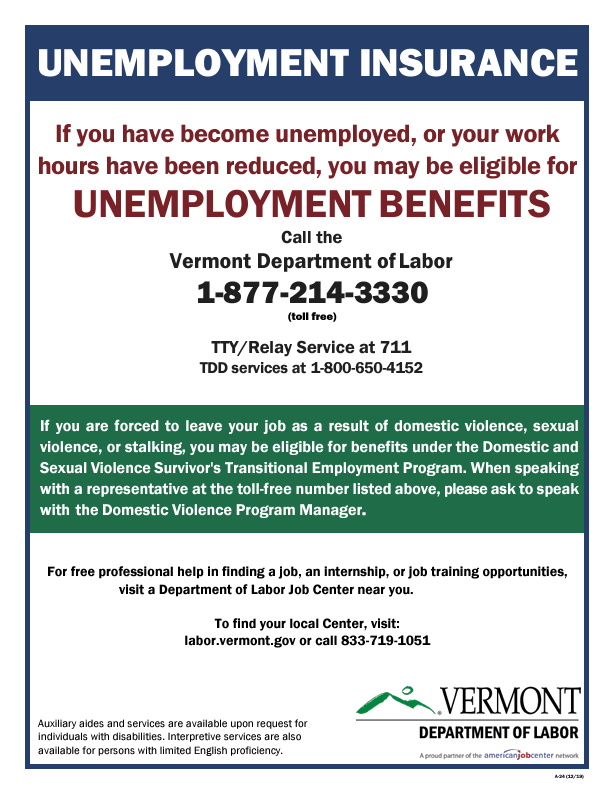 UNEMPLOYMENT INSURANCE
If you have become unemployed, or your work
hours have been reduced, you may be eligible for
UNEMPLOYMENT BENEFITS
Call the
Vermont Department of Labor
1-877-214-3330
(toll free)
TTY/Relay Service at 711
TDD services at 1-800-650-4152
If you are forced to leave your job as a result of domestic violence, sexual
violence, or stalking, you may be eligible for benefits under the Domestic and
Sexual Violence Survivor's Transitional Employment Program. When speaking
with a representative at the toll-free number listed above, please ask to speak
with the Domestic Violence Program Manager.
For free professional help in finding a job, an internship, or job training opportunities,
visit a Department of Labor Job Center near you.
To find your local Center, visit:
labor.vermont.gov or call 833-719-1051
Auxiliary aides and services are available upon request for
individuals with disabilities. Interpretive services are also
available for persons with limited English proficiency.
® VERMONT
DEPARTMENT OF LABOR
A proud partner of the americanjobcenter network
A-34 (12/19)